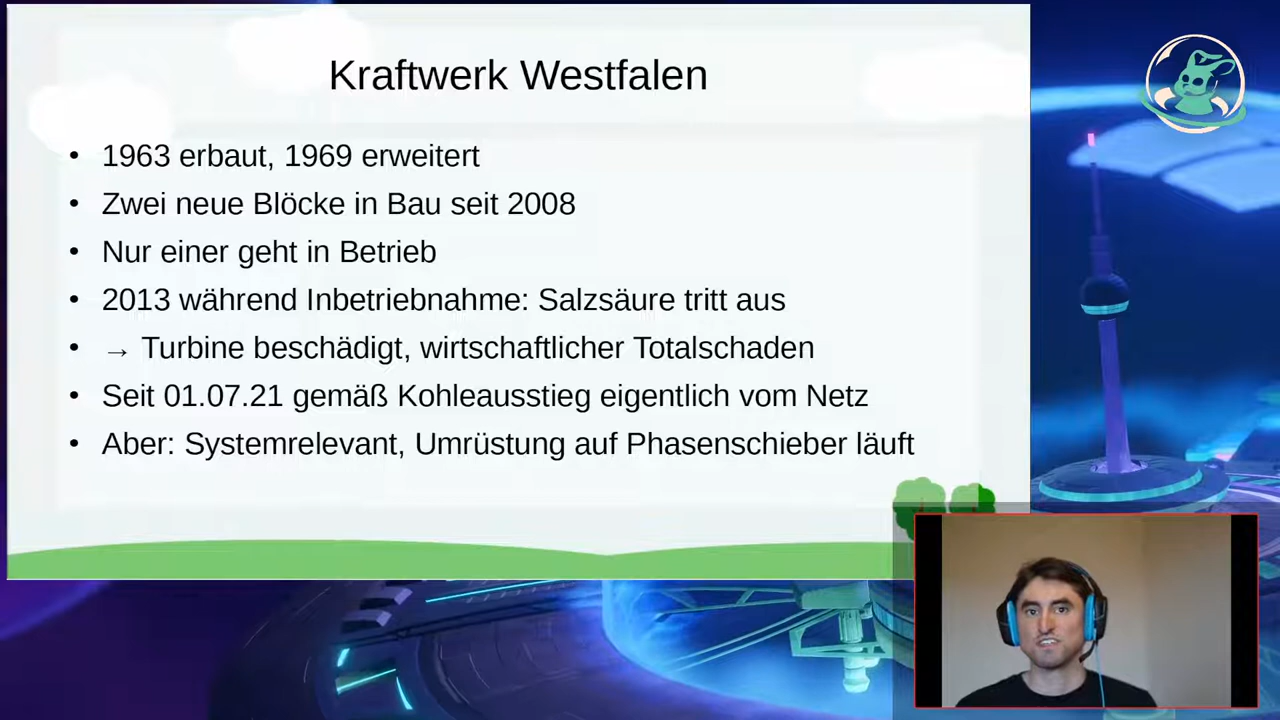 Kraftwerk Westfalen
• 1963 erbaut, 1969 erweitert
• Zwei neue Blöcke in Bau seit 2008
• Nur einer geht in Betrieb
• 2013 während Inbetriebnahme: Salzsäure tritt aus
• → Turbine beschädigt, wirtschaftlicher Totalschaden
• Seit 01.07.21 gemäß Kohleausstieg eigentlich vom Netz
• Aber: Systemrelevant, Umrüstung auf Phasenschieber läuft